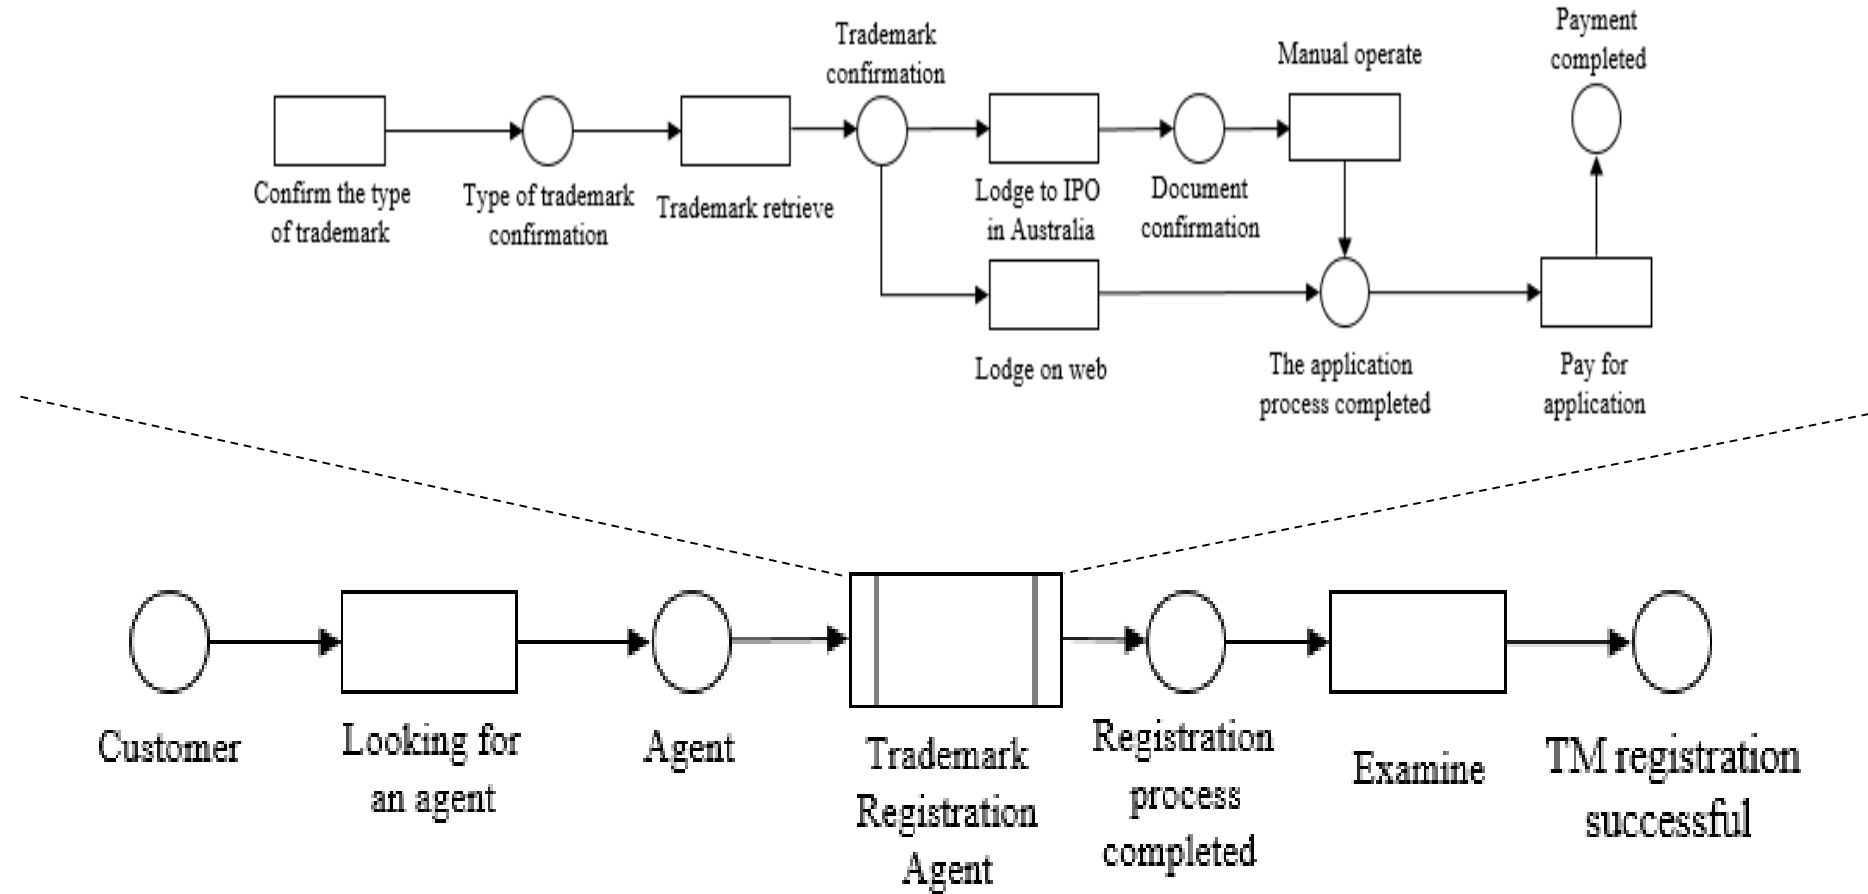 Trademark
confirmation
Manual operate
Payment
completed
Confirm the type
of trademark
Type of trademark
confirmation
Trademark retrieve
Lodge to IPO
in Australia
Document
confirmation
Lodge on web
The application
process completed
Pay for
application
Customer
Looking for
an agent
Agent
Trademark
Registration
Agent
Registration
process
completed
Examine
TM registration
successful